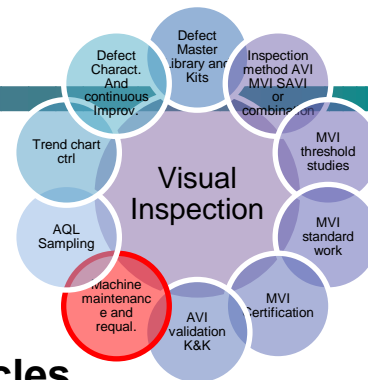 Defect
Master
Library and
Kits
Inspection
method AVI
MVI SAVI
or
combination
MVI
threshold
studies
MVI
standard
work
MVI
Certification
AVI
validation
K&K
Machine
maintenanc
e and
requal.
AQL
Sampling
Trend chart
ctrl
Defect
Charact.
And
continuous
Improv.
Visual
Inspection
cles